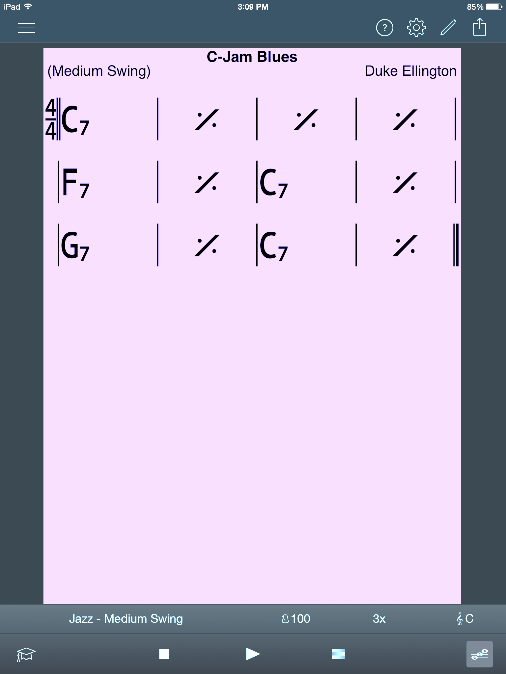 iPad 3:09 PM 85%
?
C-Jam Blues
(Medium Swing) Duke Ellington
4/4 C7
F7 C7
G7 C7
Jazz - Medium Swing 100 3x C